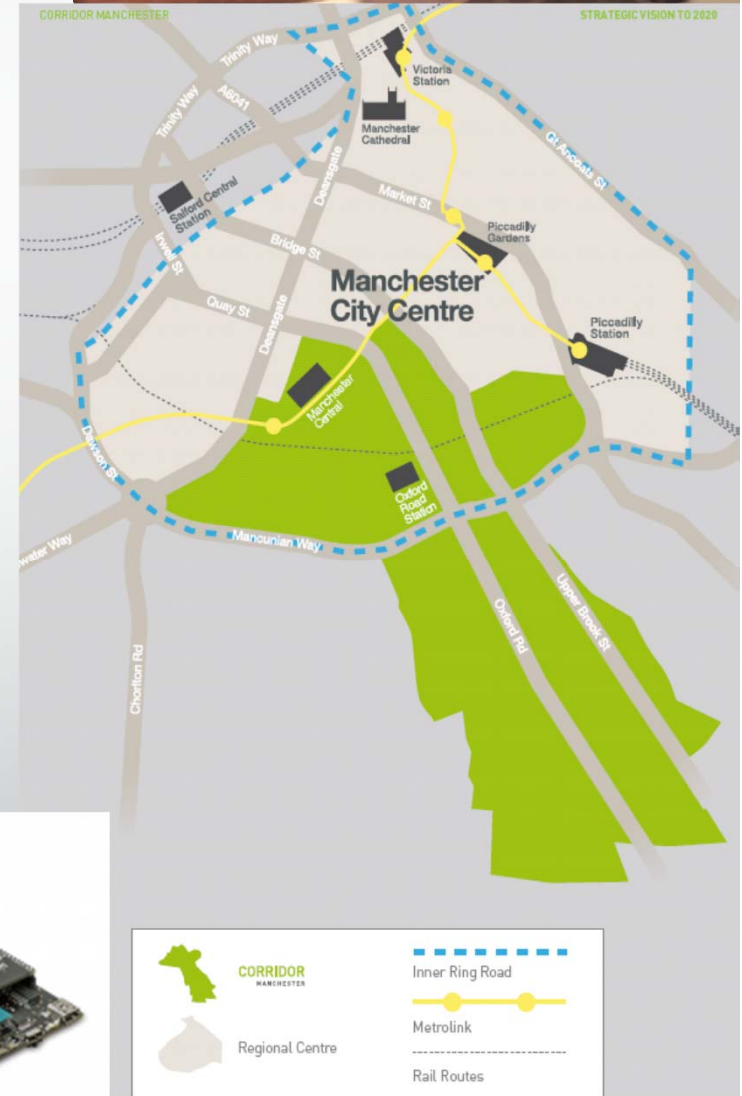 CORRIDOR MANCHESTER
STRATEGIC VISION TO 2020
Trinity Way
Victoria
Station
A6041
Trinity Way
Manchester
Cathedral
Gt Ancoats St
Deansgate
Market St
Salford Central
Station
Piccadilly
Gardens
Irwell St
Bridge St
Manchester
City Centre
Quay St
Deansgate
Piccadilly
Station
Manchester
Central
Dawson St
Oxford
Road
Station
Mancunian Way
water Way
Oxford Rd
Upper Brook St
Chorlton Rd
CORRIDOR
MANCHESTER
Inner Ring Road
Metrolink
Regional Centre
Rail Routes